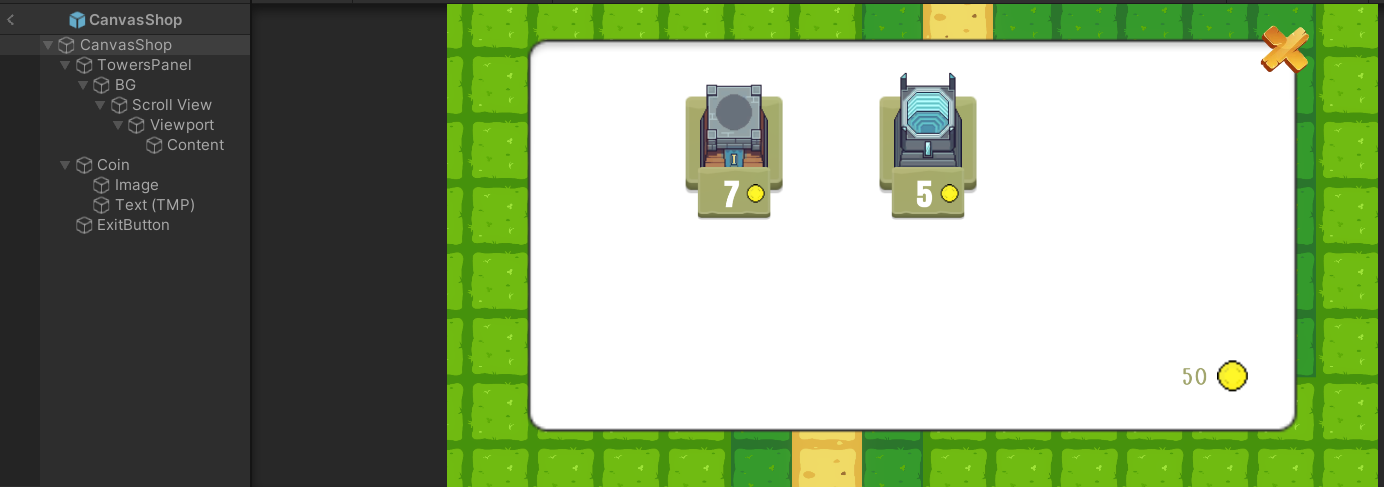 CanvasShop
CanvasShop
TowersPanel
BG
Scroll View
Viewport
Content
Coin
Image
Text (TMP)
ExitButton
7
5
50